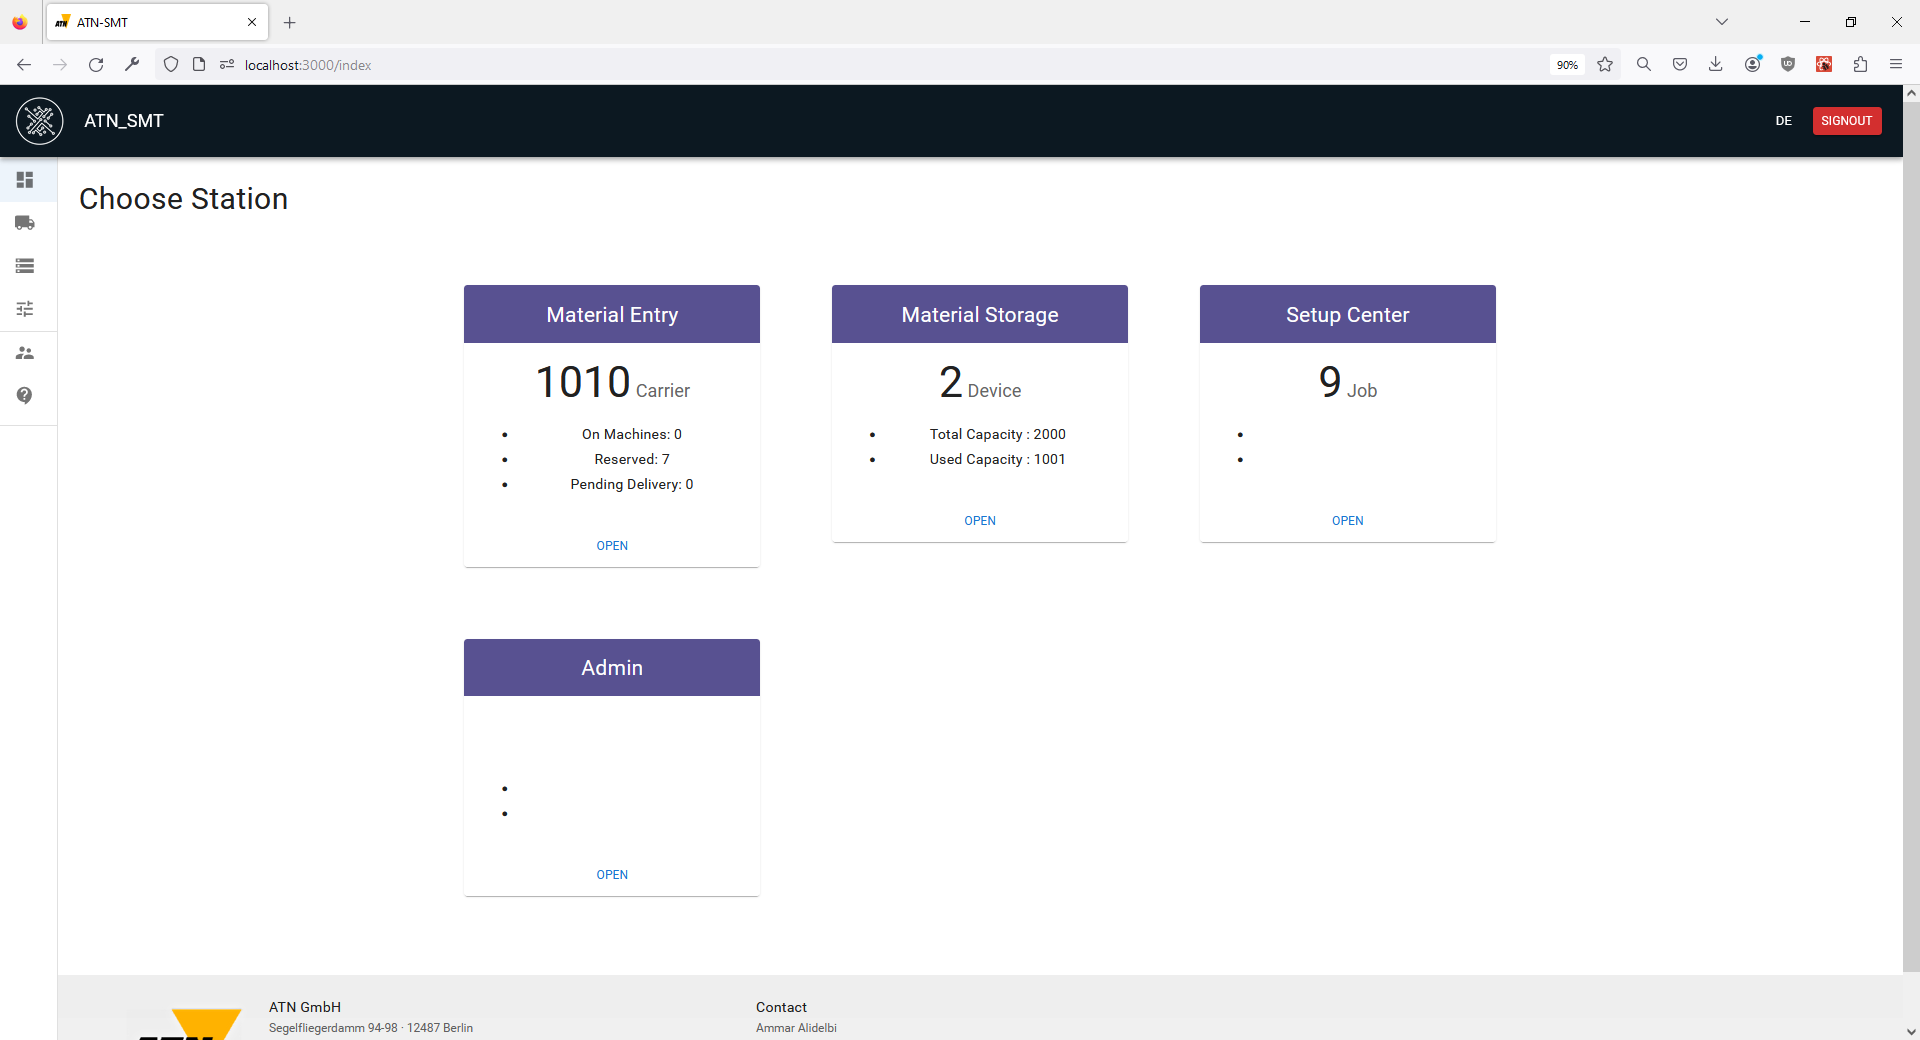 ATN-SMT
localhost:3000/index
90%
ATN_SMT
DE
SIGNOUT
Choose Station
Material Entry
1010 Carrier
On Machines: 0
Reserved: 7
Pending Delivery: 0
OPEN
Material Storage
2 Device
Total Capacity : 2000
Used Capacity : 1001
OPEN
Setup Center
9 Job
OPEN
Admin
OPEN
ATN GmbH
Segelfliegerdamm 94-98 · 12487 Berlin
Contact
Ammar Alidelbi